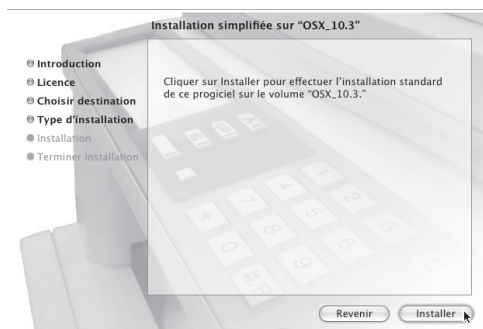 Installation simplifiée sur “OSX_10.3”
Introduction
Licence
Choisir destination
Type d'installation
Installation
Terminer installation
Cliquer sur Installer pour effectuer l’installation standard
de ce progiciel sur le volume “OSX_10.3.”
Revenir
Installer